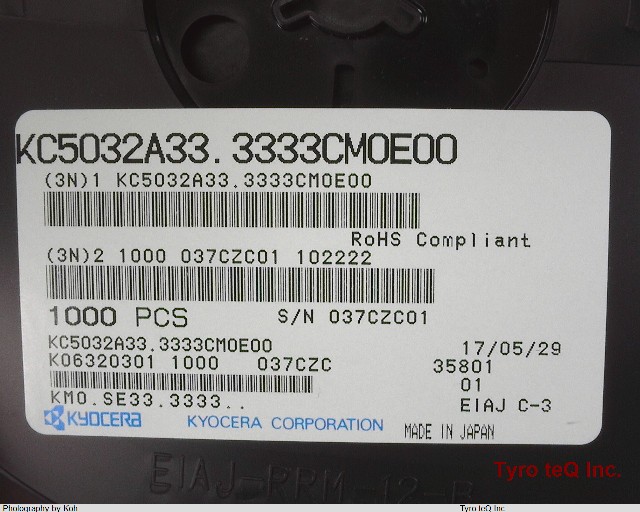 KC5032A33.3333CM0E00
(3N)1 KC5032A33.3333CM0E00
RoHS Compliant
(3N)2 1000 037CZC01 102222
1000 PCS S/N 037CZC01
KC5032A33.3333CM0E00 17/05/29
K06320301 1000 037CZC 35801
01
KM0.SE33.3333.. EIAJ C-3
KYOCERA KYOCERA CORPORATION MADE IN JAPAN
EIAJ-RRM-12-B
Tyro teQ Inc.
Photography by Koh Tyro teQ Inc